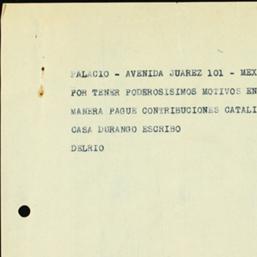 PALACIO - AVENIDA JUAREZ 101 - MEX
POR TENER PODEROSISIMOS MOTIVOS EN
MANERA PAGUE CONTRIBUCIONES CATALI
CASA DURANGO ESCRIBO
DELRIO